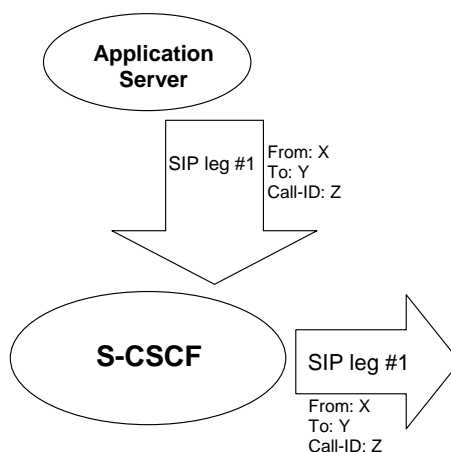 Application
Server
SIP leg #1
From: X
To: Y
Call-ID: Z
S-CSCF
SIP leg #1
From: X
To: Y
Call-ID: Z